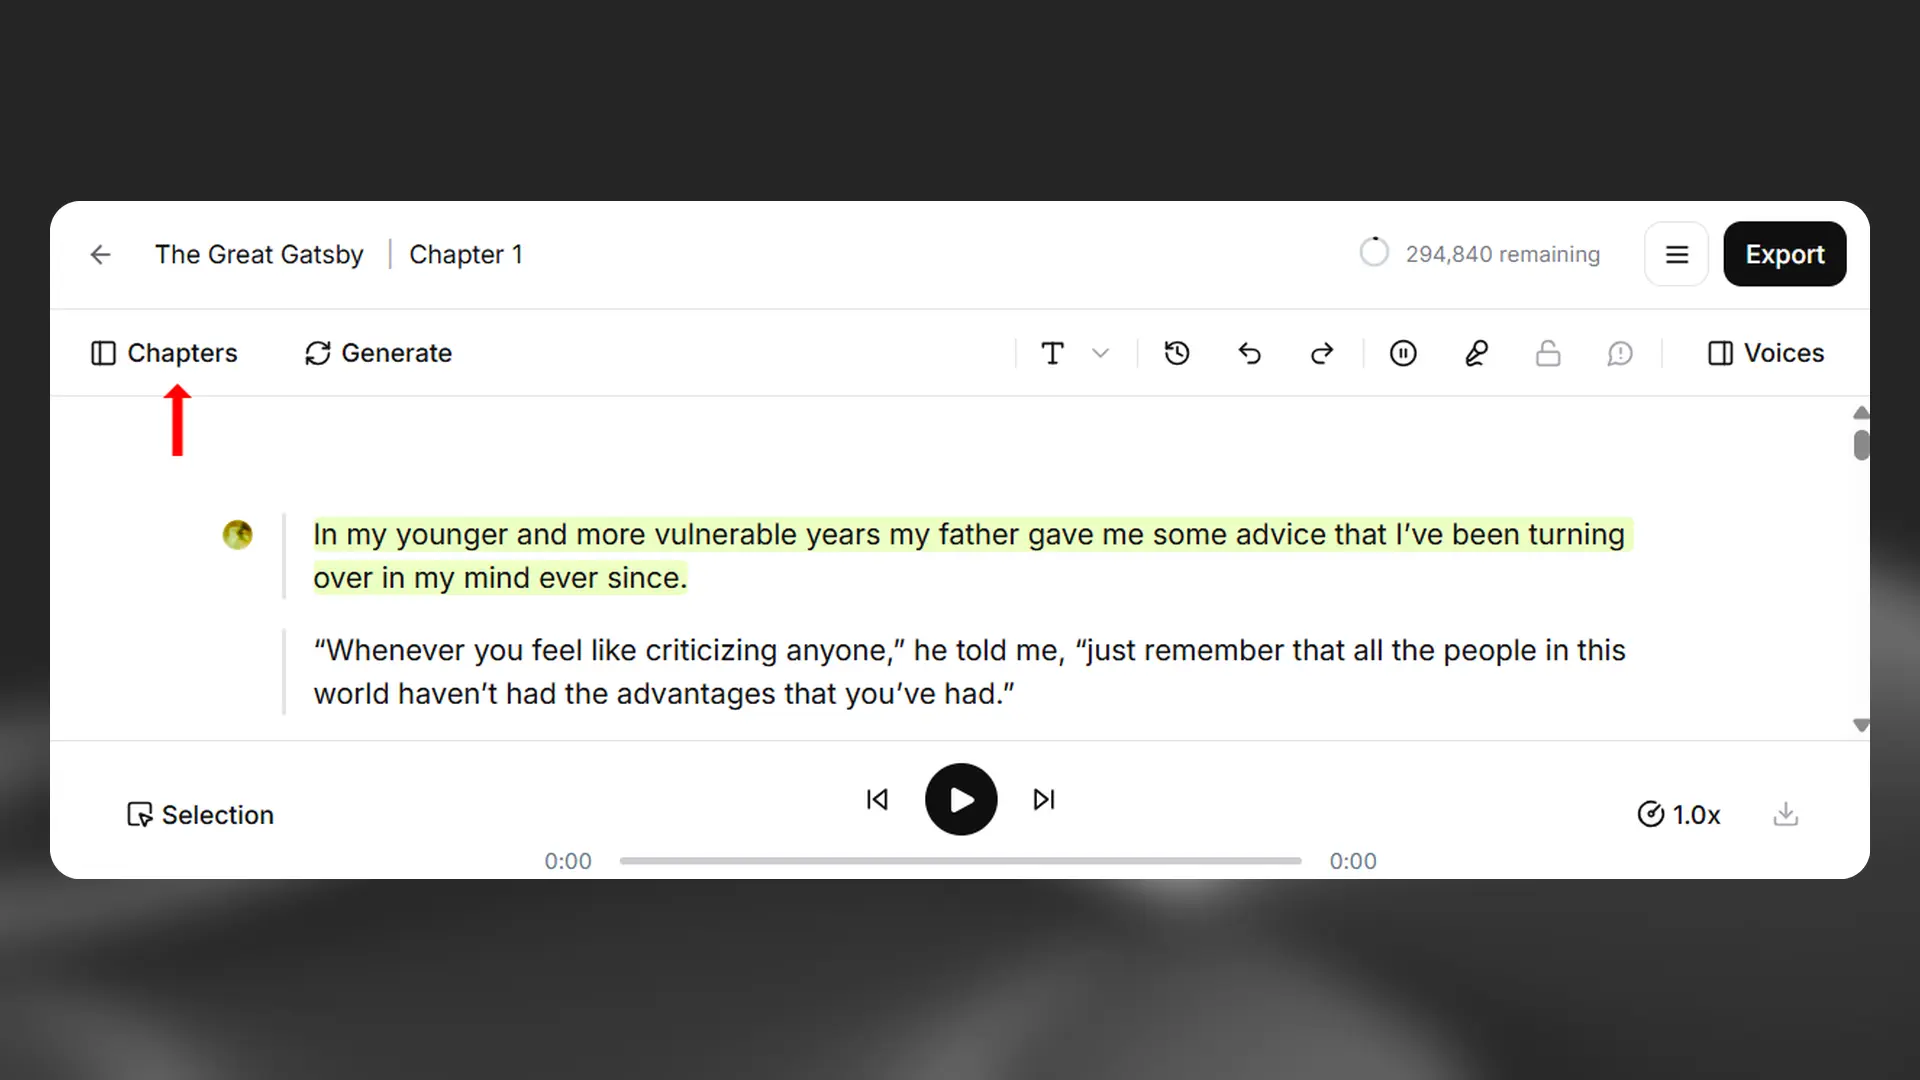 The Great Gatsby | Chapter 1
294,840 remaining
Export
Chapters
Generate
Voices
In my younger and more vulnerable years my father gave me some advice that I’ve been turning
over in my mind ever since.
“Whenever you feel like criticizing anyone,” he told me, “just remember that all the people in this
world haven’t had the advantages that you’ve had.”
Selection
1.0x
0:00
0:00